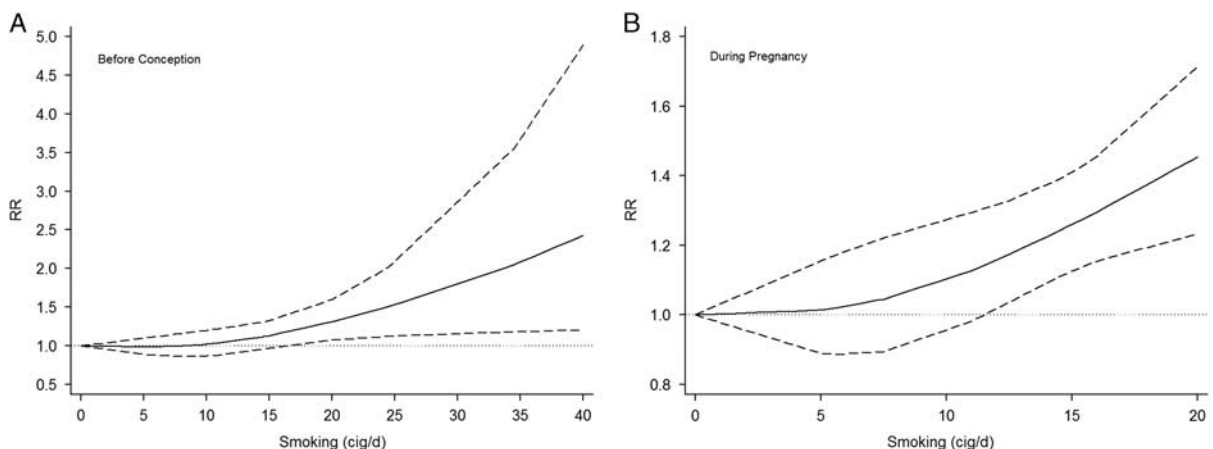 A
Before Conception
RR
5.0
4.5
4.0
3.5
3.0
2.5
2.0
1.5
1.0
0.5
0 5 10 15 20 25 30 35 40
Smoking (cig/d)
B
During Pregnancy
RR
1.8
1.6
1.4
1.2
1.0
0.8
0 5 10 15 20
Smoking (cig/d)